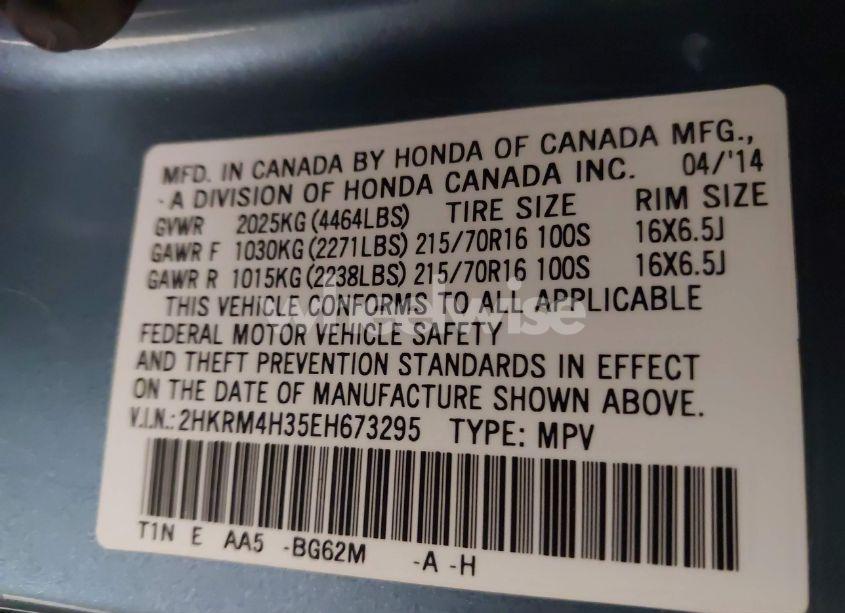 MFD. IN CANADA BY HONDA OF CANADA MFG.,
-A DIVISION OF HONDA CANADA INC. 04/'14
GVWR 2025KG (4464LBS) TIRE SIZE RIM SIZE
GAWR F 1030KG (2271LBS) 215/70R16 100S 16X6.5J
GAWR R 1015KG (2238LBS) 215/70R16 100S 16X6.5J
THIS VEHICLE CONFORMS TO ALL APPLICABLE
FEDERAL MOTOR VEHICLE SAFETY
AND THEFT PREVENTION STANDARDS IN EFFECT
ON THE DATE OF MANUFACTURE SHOWN ABOVE.
V.I.N.: 2HKRM4H35EH673295 TYPE: MPV
T1N E AA5 -BG62M -A -H